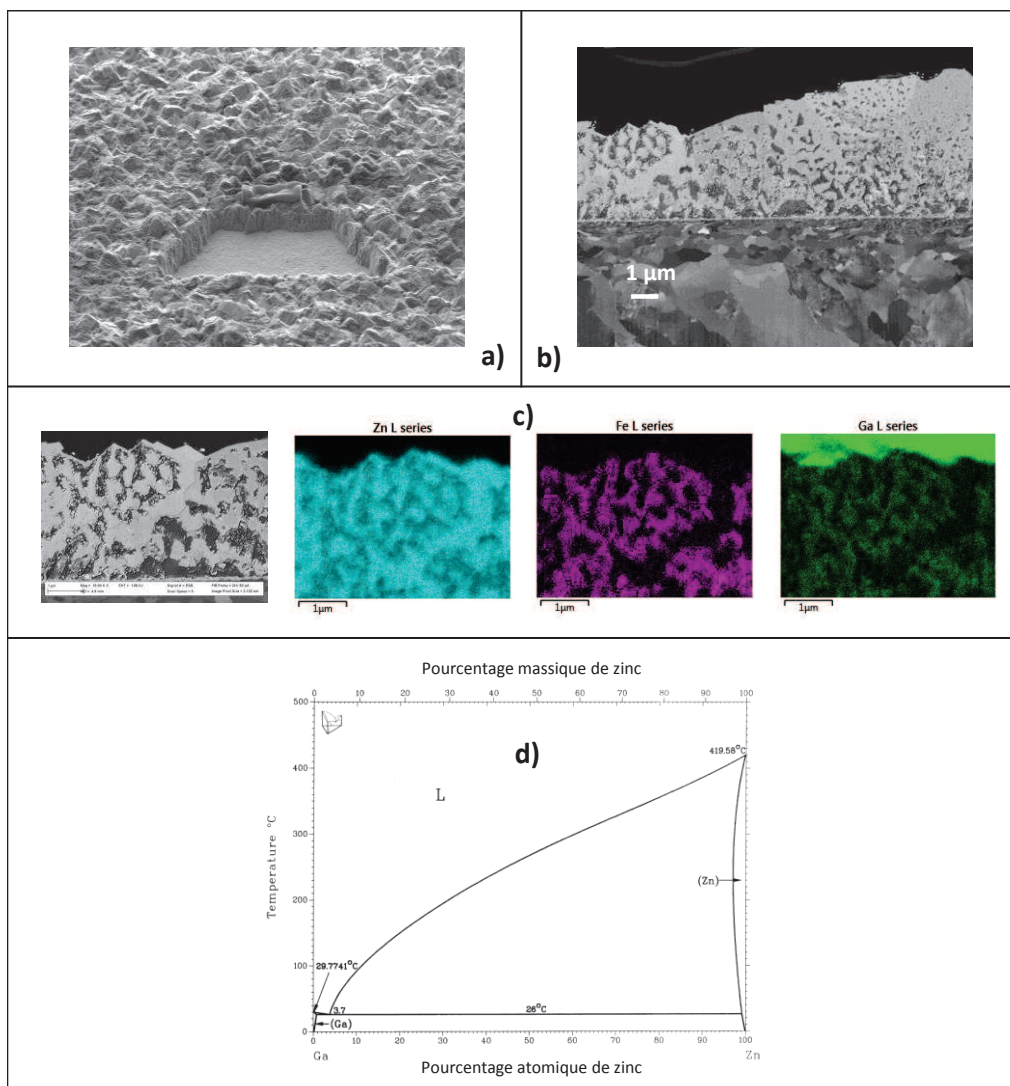 a)
b)
1 µm
c)
Zn L series
Fe L series
Ga L series
1µm
1µm
1µm
Pourcentage massique de zinc
0 10 20 30 40 50 60 70 80 90 100
500
d)
419.58°C
400
L
300
Temperature °C
(Zn)
200
100
29.7741°C
3.7
28°C
(Ga)
0
0 10 20 30 40 50 60 70 80 90 100
Ga
Zn
Pourcentage atomique de zinc